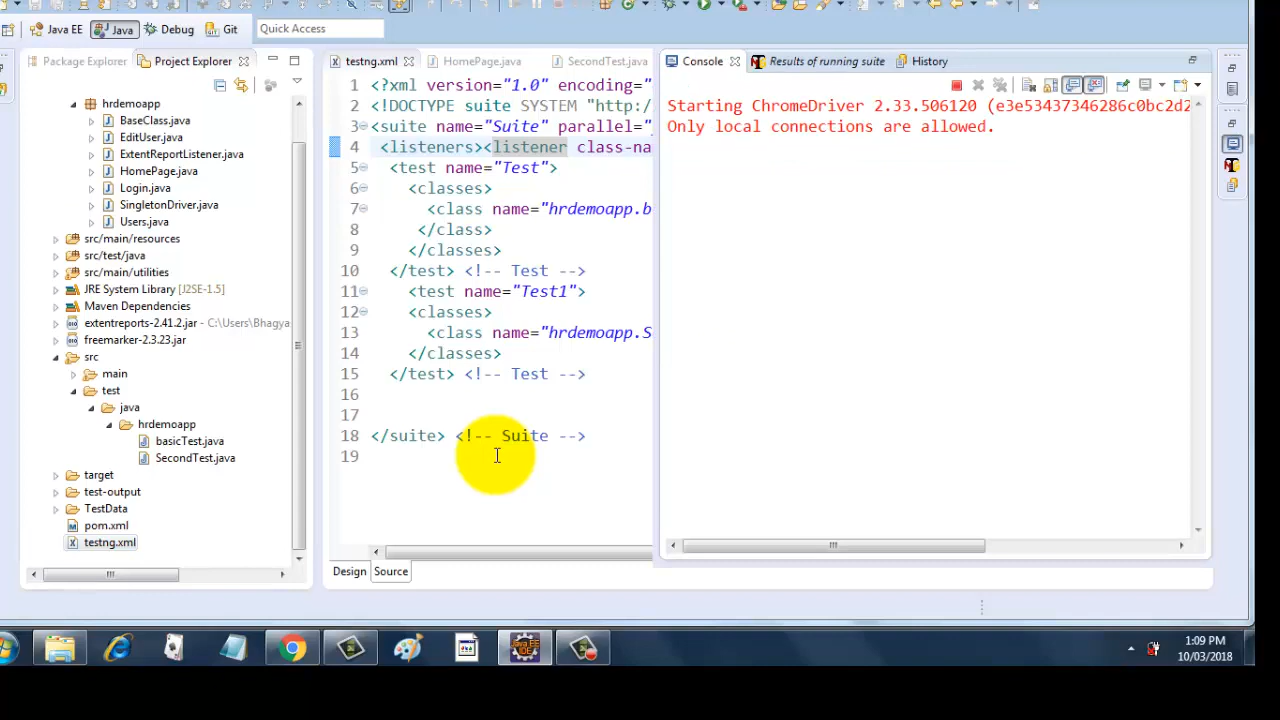 Java EE Java Debug Git Quick Access
Package Explorer Project Explorer
hrdemoapp
BaseClass.java
EditUser.java
ExtentReportListener.java
HomePage.java
Login.java
SingletonDriver.java
Users.java
src/main/resources
src/test/java
src/main/utilities
JRE System Library [J2SE-1.5]
Maven Dependencies
extentreports-2.41.2.jar - C:\Users\Bhagya
freemarker-2.3.23.jar
src
main
test
java
hrdemoapp
basicTest.java
SecondTest.java
target
test-output
TestData
pom.xml
testng.xml
testng.xml HomePage.java SecondTest.java
1 <?xml version="1.0" encoding="
2 <!DOCTYPE suite SYSTEM "http:/
3 <suite name="Suite" parallel="
4 <listeners><listener class-na
5 <test name="Test">
6 <classes>
7 <class name="hrdemoapp.b
8 </class>
9 </classes>
10 </test> <!-- Test -->
11 <test name="Test1">
12 <classes>
13 <class name="hrdemoapp.S
14 </classes>
15 </test> <!-- Test -->
16
17
18 </suite> <!-- Suite -->
19
Design Source
Console Results of running suite History
Starting ChromeDriver 2.33.506120 (e3e53437346286c0bc2d2
Only local connections are allowed.
Java EE
IDE
1:09 PM
10/03/2018